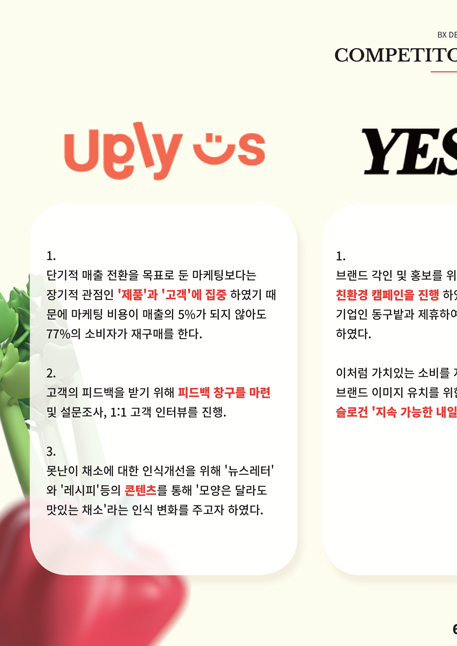 BX DE
COMPETITO
Ugly us
YES
1.
단기적 매출 전환을 목표로 둔 마케팅보다는
장기적 관점인 '제품'과 '고객'에 집중 하였기 때
문에 마케팅 비용이 매출의 5%가 되지 않아도
77%의 소비자가 재구매를 한다.
2.
고객의 피드백을 받기 위해 피드백 창구를 마련
및 설문조사, 1:1 고객 인터뷰를 진행.
3.
못난이 채소에 대한 인식개선을 위해 '뉴스레터'
와 '레시피'등의 콘텐츠를 통해 '모양은 달라도
맛있는 채소'라는 인식 변화를 주고자 하였다.
1.
브랜드 각인 및 홍보를 위
친환경 캠페인을 진행 하였
기업인 동구밭과 제휴하여
하였다.
이처럼 가치있는 소비를 지
브랜드 이미지 유치를 위한
슬로건 '지속 가능한 내일
6